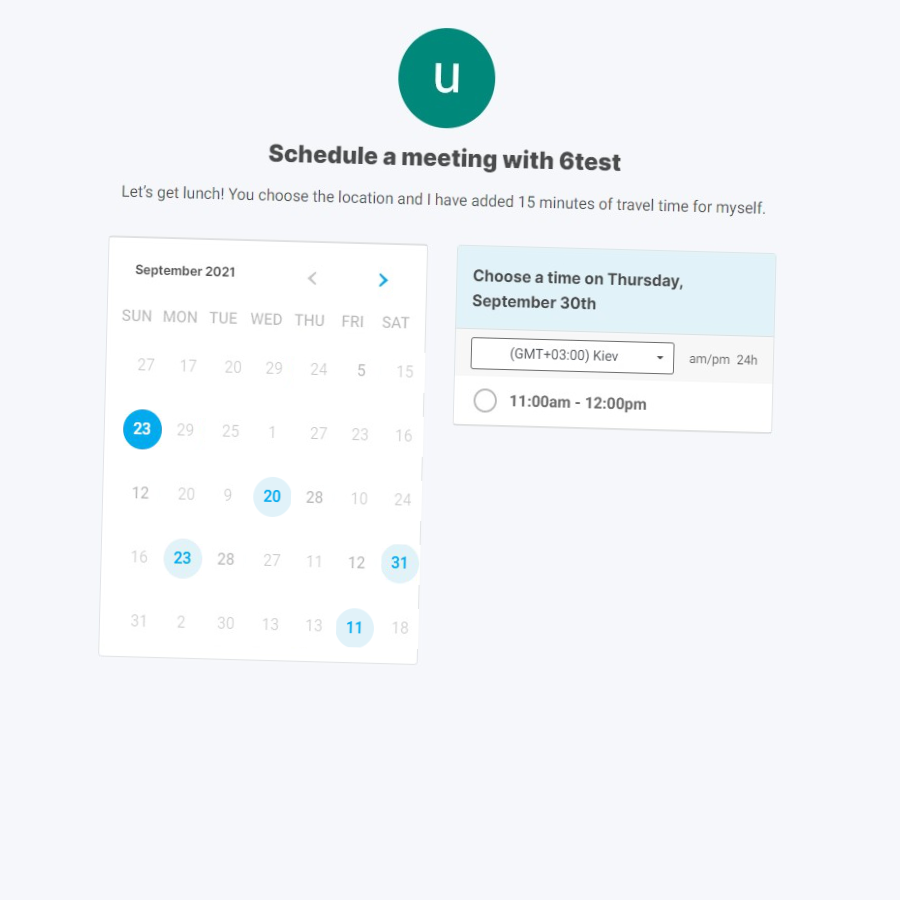 u
Schedule a meeting with 6test
Let's get lunch! You choose the location and I have added 15 minutes of travel time for myself.
September 2021
SUN MON TUE WED THU FRI SAT
27 17 20 29 24 5 15
23 29 25 1 27 23 16
12 20 9 20 28 10 24
16 23 28 27 11 12 31
31 2 30 13 13 11 18
Choose a time on Thursday,
September 30th
(GMT+03:00) Kiev
am/pm 24h
11:00am - 12:00pm